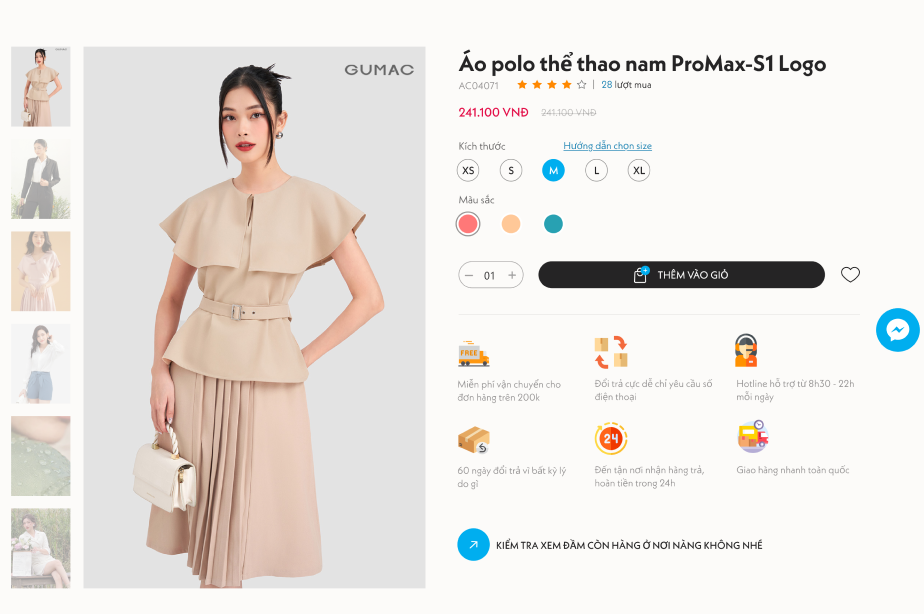 GUMAC
Áo polo thể thao nam ProMax-S1 Logo
AC04071
28 lượt mua
241.100 VNĐ 241.100 VNĐ
Kích thước
Hướng dẫn chọn size
XS S M L XL
Màu sắc
01
THÊM VÀO GIỎ
FREE
Miễn phí vận chuyển cho
đơn hàng trên 200k
Đổi trả cực dễ chỉ yêu cầu số
điện thoại
Hotline hỗ trợ từ 8h30 - 22h
mỗi ngày
60 ngày đổi trả vì bất kỳ lý
do gì
24
Đến tận nơi nhận hàng trả,
hoàn tiền trong 24h
Giao hàng nhanh toàn quốc
KIỂM TRA XEM ĐẦM CÒN HÀNG Ở NƠI NÀNG KHÔNG NHÉ